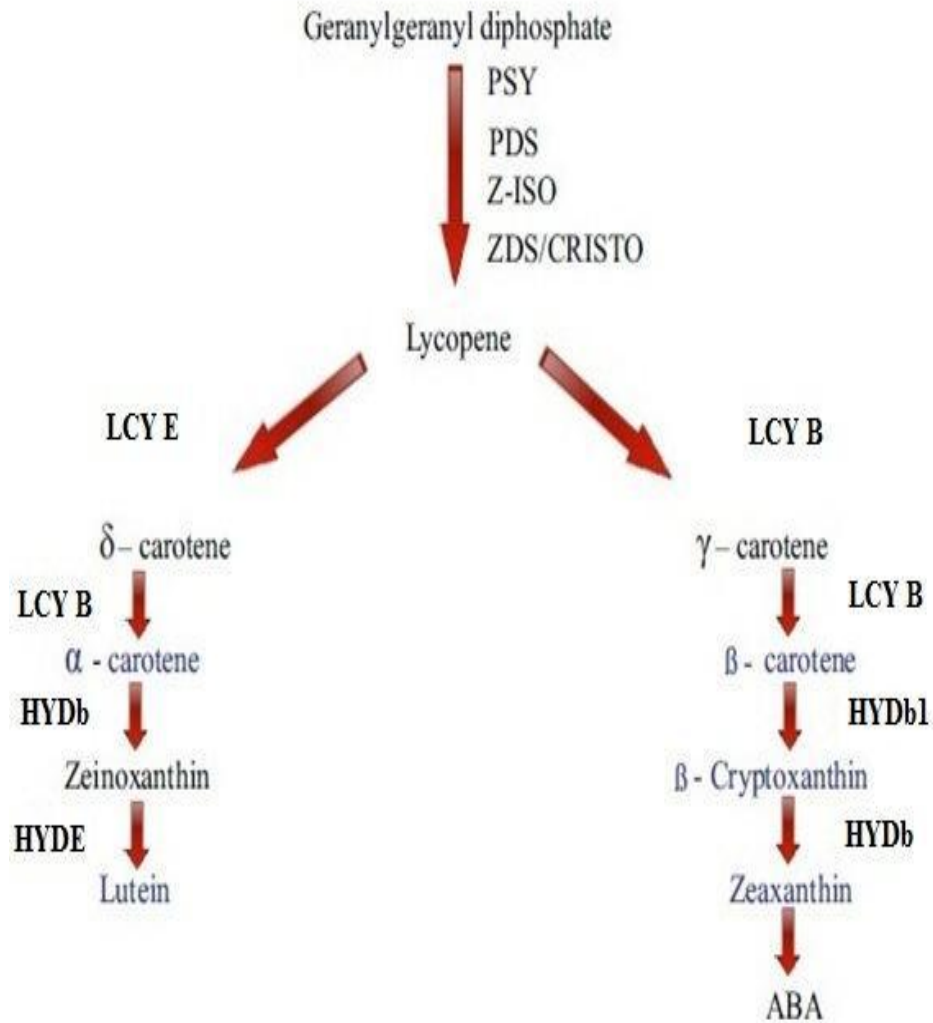 Geranylgeranyl diphosphate
PSY
PDS
Z-ISO
ZDS/CRISTO
Lycopene
LCY E
LCY B
δ – carotene
γ – carotene
LCY B
LCY B
α - carotene
ß - carotene
HYDb
HYDb1
Zeinoxanthin
ß - Cryptoxanthin
HYDE
HYDb
Lutein
Zeaxanthin
ABA